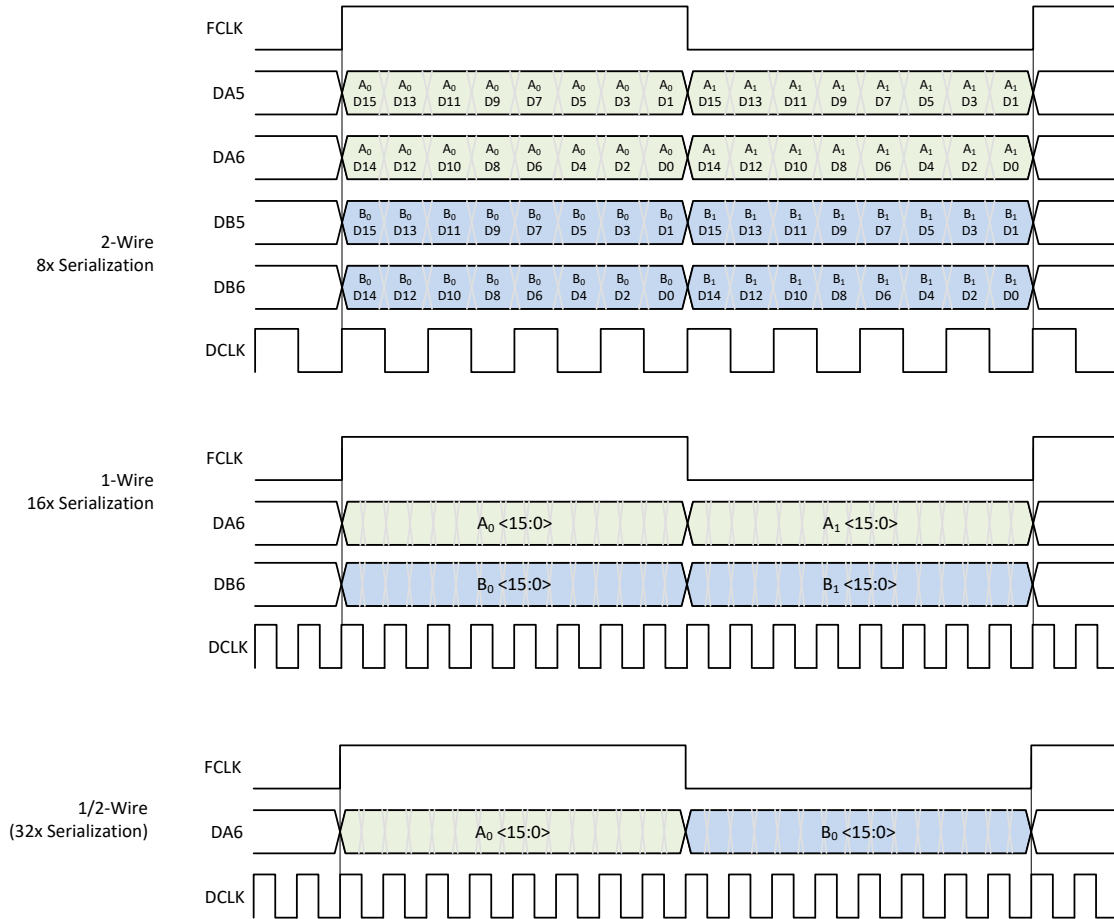 FCLK
DA5
A0 A0 A0 A0 A0 A0 A0 A0 A1 A1 A1 A1 A1 A1 A1 A1
D15 D13 D11 D9 D7 D5 D3 D1 D15 D13 D11 D9 D7 D5 D3 D1
DA6
A0 A0 A0 A0 A0 A0 A0 A0 A1 A1 A1 A1 A1 A1 A1 A1
D14 D12 D10 D8 D6 D4 D2 D0 D14 D12 D10 D8 D6 D4 D2 D0
2-Wire
8x Serialization
DB5
B0 B0 B0 B0 B0 B0 B0 B0 B1 B1 B1 B1 B1 B1 B1 B1
D15 D13 D11 D9 D7 D5 D3 D1 D15 D13 D11 D9 D7 D5 D3 D1
DB6
B0 B0 B0 B0 B0 B0 B0 B0 B1 B1 B1 B1 B1 B1 B1 B1
D14 D12 D10 D8 D6 D4 D2 D0 D14 D12 D10 D8 D6 D4 D2 D0
DCLK
FCLK
1-Wire
16x Serialization
DA6 A0 <15:0> A1 <15:0>
DB6 B0 <15:0> B1 <15:0>
DCLK
FCLK
1/2-Wire
(32x Serialization)
DA6 A0 <15:0> B0 <15:0>
DCLK